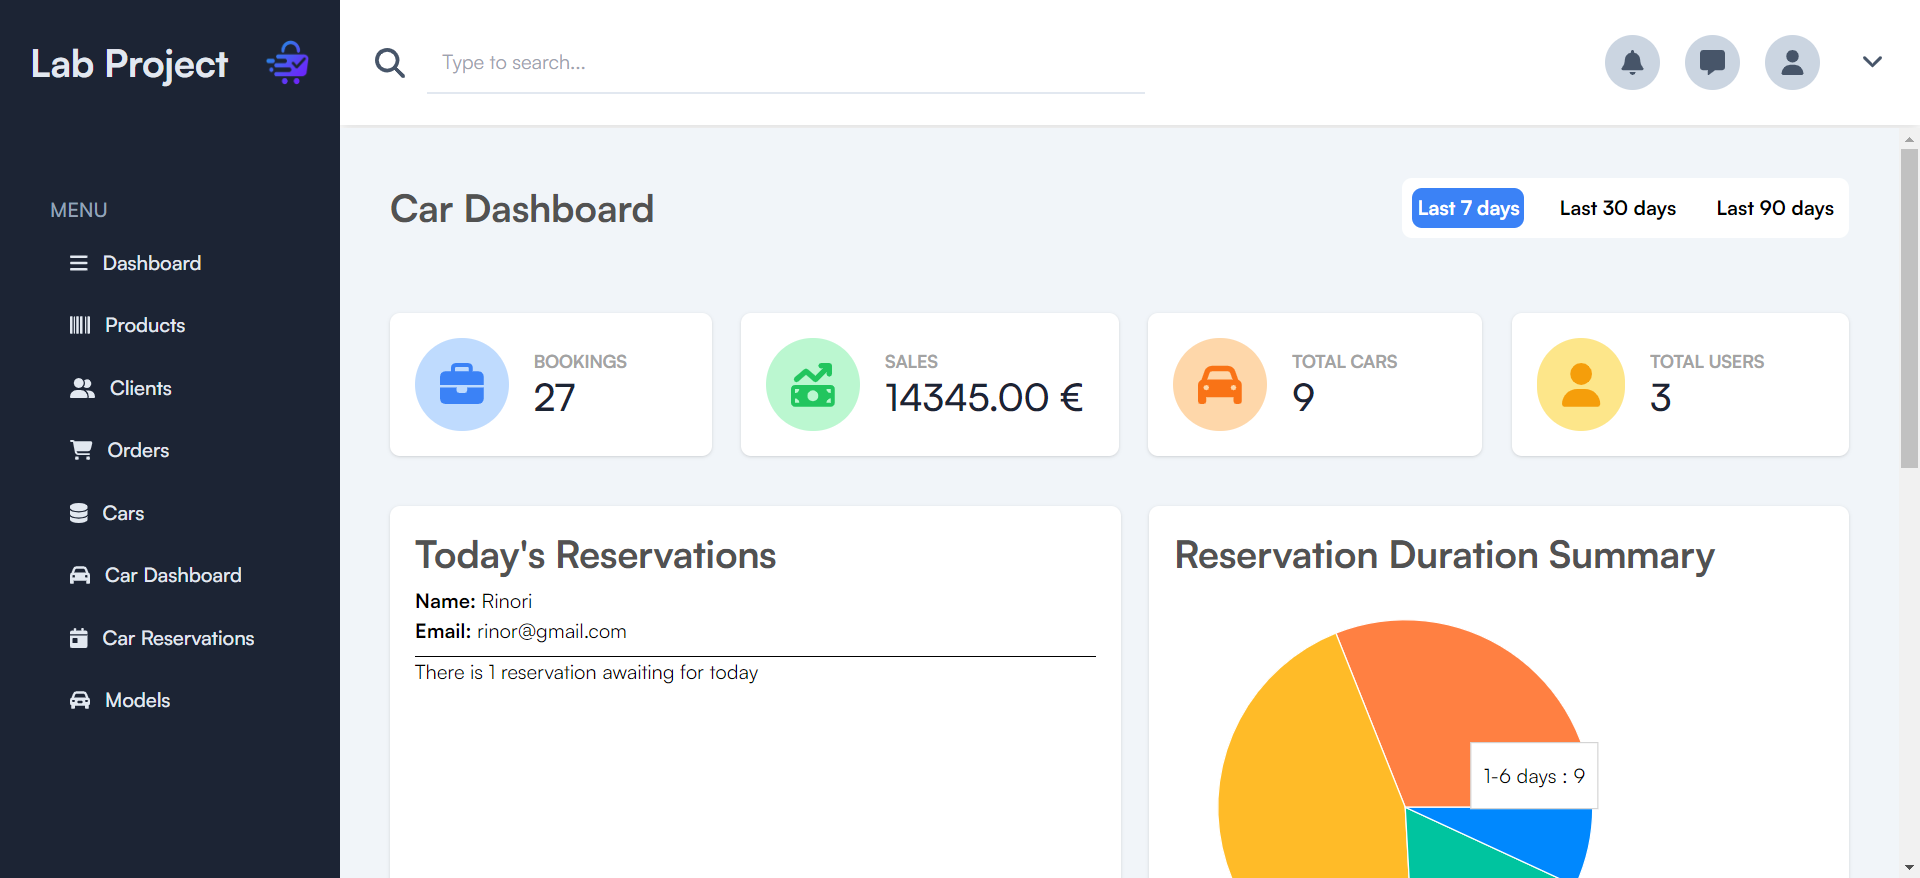 Lab Project
Type to search...
MENU
Dashboard
Products
Clients
Orders
Cars
Car Dashboard
Car Reservations
Models
Car Dashboard
Last 7 days
Last 30 days
Last 90 days
BOOKINGS
27
SALES
14345.00 €
TOTAL CARS
9
TOTAL USERS
3
Today's Reservations
Name: Rinori
Email: rinor@gmail.com
There is 1 reservation awaiting for today
Reservation Duration Summary
1-6 days : 9